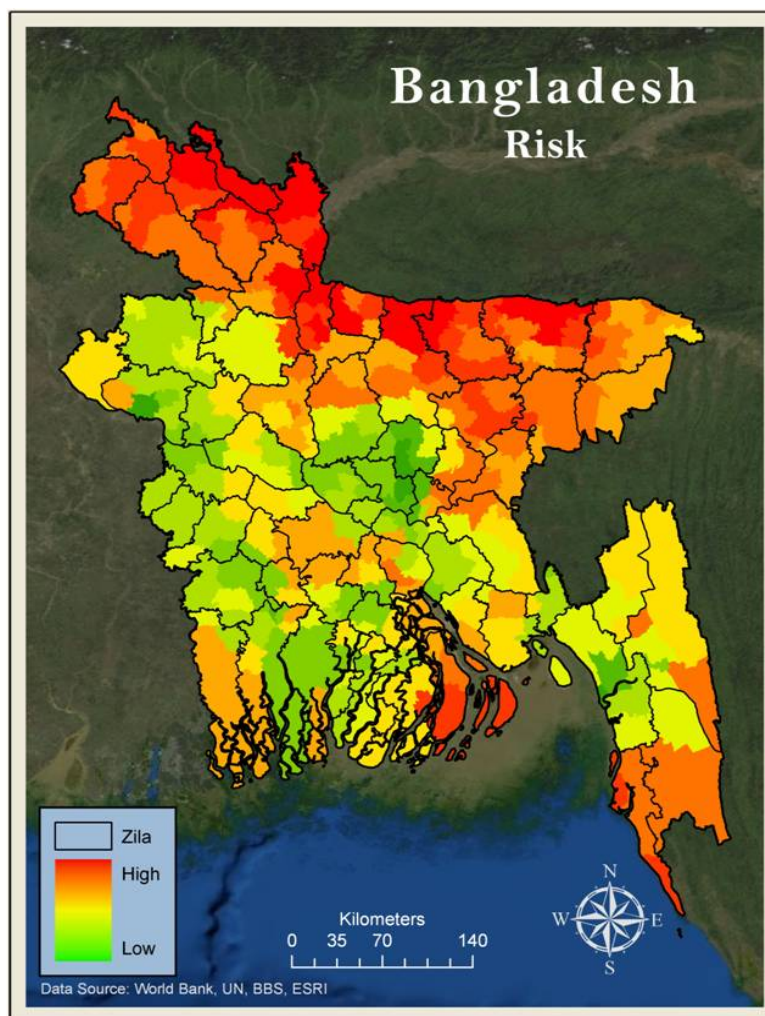 Bangladesh
Risk
Zila
High
Low
Kilometers
0 35 70 140
N
W E
S
Data Source: World Bank, UN, BBS, ESRI